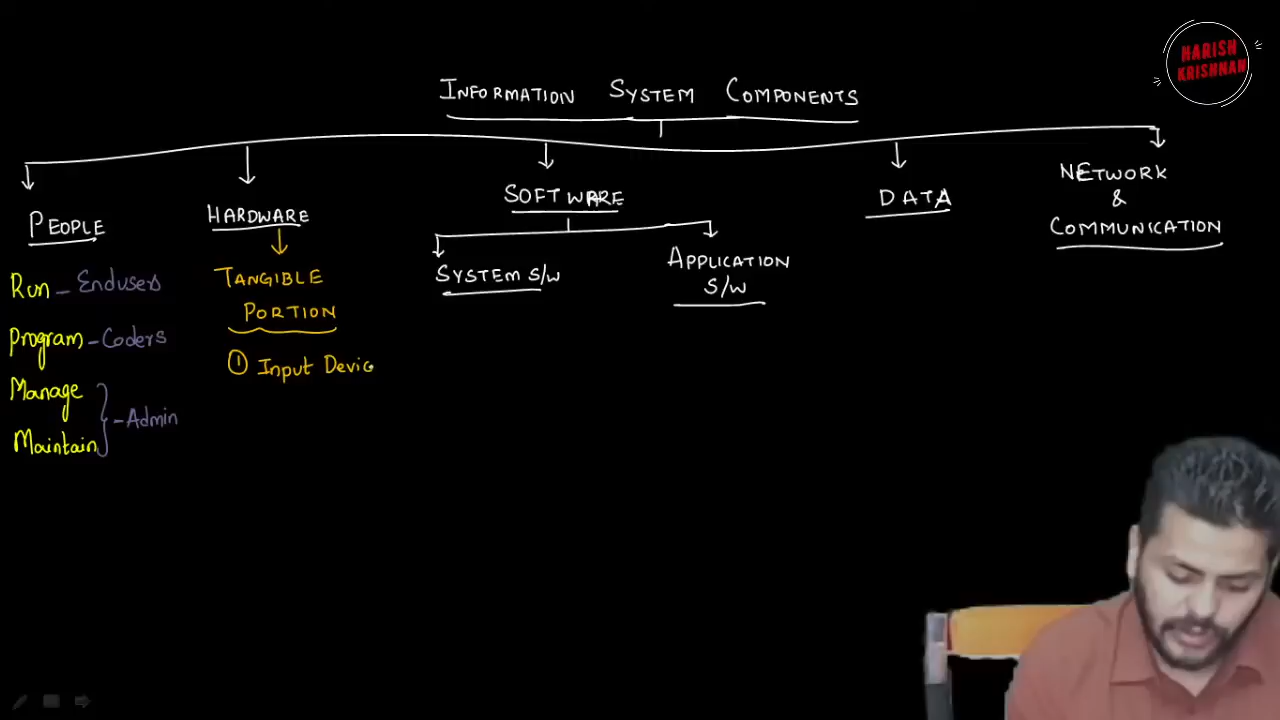 HARISH
KRISHNAN
INFORMATION SYSTEM COMPONENTS
PEOPLE
HARDWARE
SOFTWARE
DATA
NETWORK
&
COMMUNICATION
Run - Endusers
Program - Coders
Manage
Maintain
- Admin
TANGIBLE
PORTION
① Input Devic
SYSTEM S/W
APPLICATION
S/W